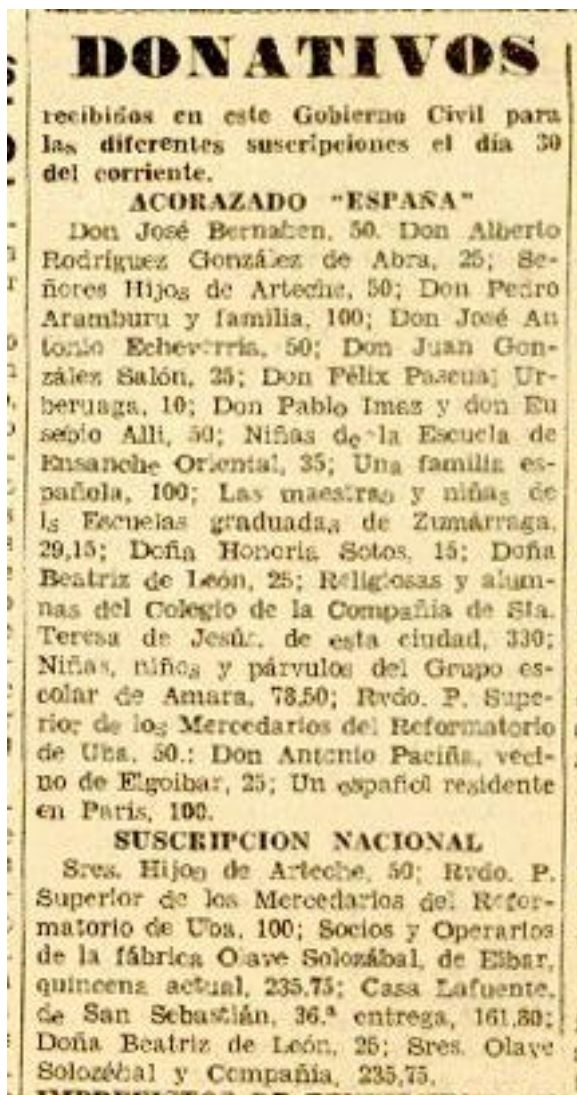 DONATIVOS
recibidos en este Gobierno Civil para
las diferentes suscripciones el día 30
del corriente.
ACORAZADO "ESPAÑA"
Don José Bernabeu, 50. Don Alberto
Rodríguez González de Abra, 25; Se-
ñores Hijos de Arteche, 50; Don Pedro
Aramburu y familia, 100; Don José An
tonio Echeverría, 50; Don Juan Gon-
zález Salón, 25; Don Félix Pascual Ur-
beruaga, 10; Don Pablo Imaz y don Eu
sebio Alli, 50; Niñas de la Escuela de
Ensanche Oriental, 35; Una familia es-
pañola, 100; Las maestras y niñas de
ls Escuelas graduadas de Zumárraga,
29,15; Doña Honoria Sotos, 15; Doña
Beatriz de León, 25; Religiosas y alum-
nas del Colegio de la Compañía de Sta.
Teresa de Jesús, de esta ciudad, 330;
Niñas, niños y párvulos del Grupo es-
colar de Amara, 78,50; Rvdo. P. Supe-
rior de los Mercedarios del Reformatorio
de Uba, 50.; Don Antonio Paciña, veci-
no de Elgoibar, 25; Un español residente
en París, 100.
SUSCRIPCION NACIONAL
Sres. Hijos de Arteche, 50; Rvdo. P.
Superior de los Mercedarios del Refor-
matorio de Uba, 100; Socios y Operarios
de la fábrica Olave Solozábal, de Eibar,
quincena actual, 235,75; Casa Lafuente,
de San Sebastián, 36.ª entrega, 161,80;
Doña Beatriz de León, 25; Sres. Olave
Solozábal y Compañía, 235,75.